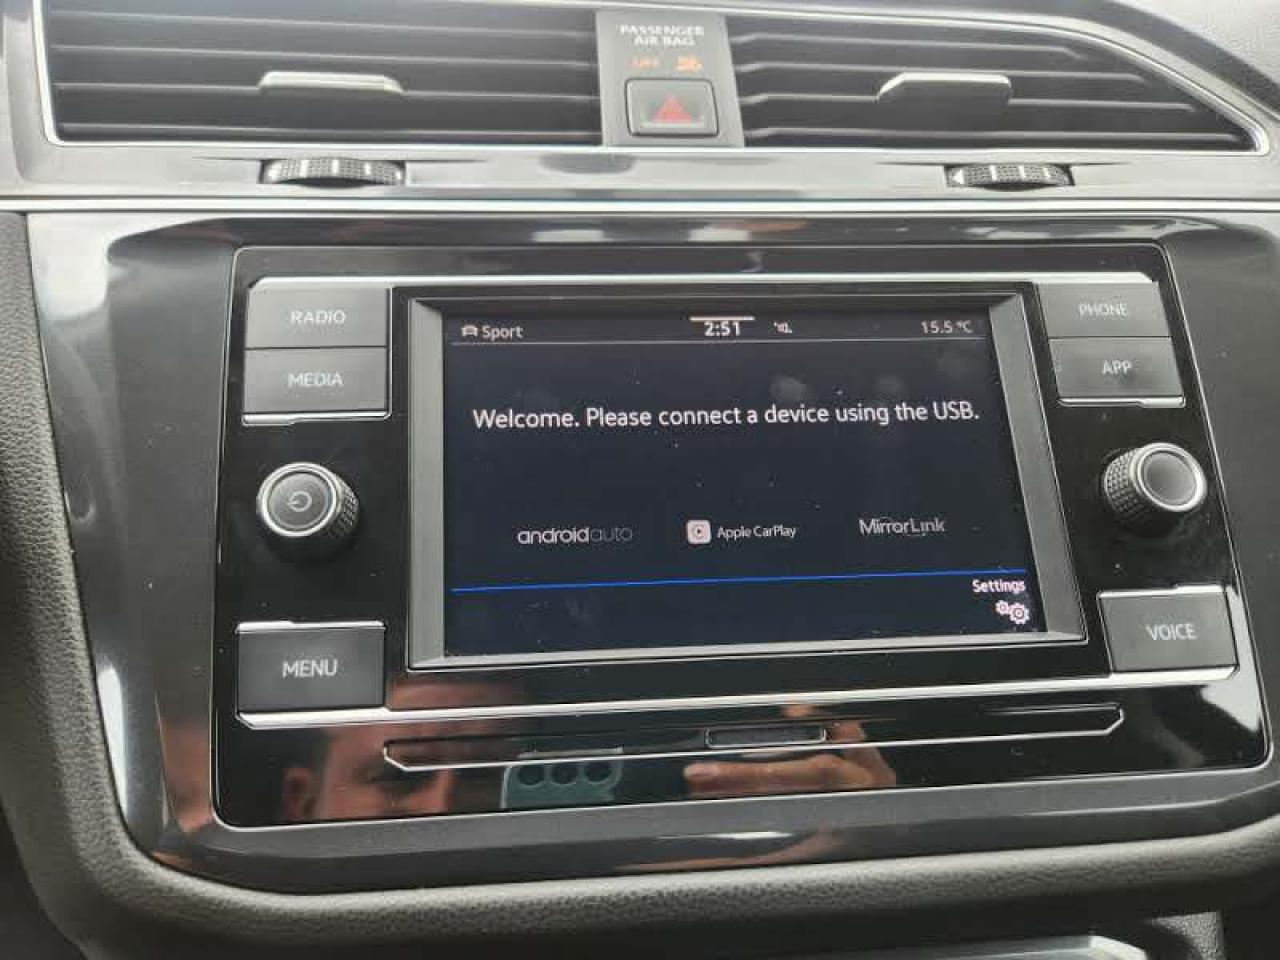 PASSENGER
AIR BAG
OFF
RADIO
MEDIA
PHONE
APP
Sport 2:51 15.5 °C
Welcome. Please connect a device using the USB.
androidauto Apple CarPlay MirrorLink
Settings
MENU
VOICE